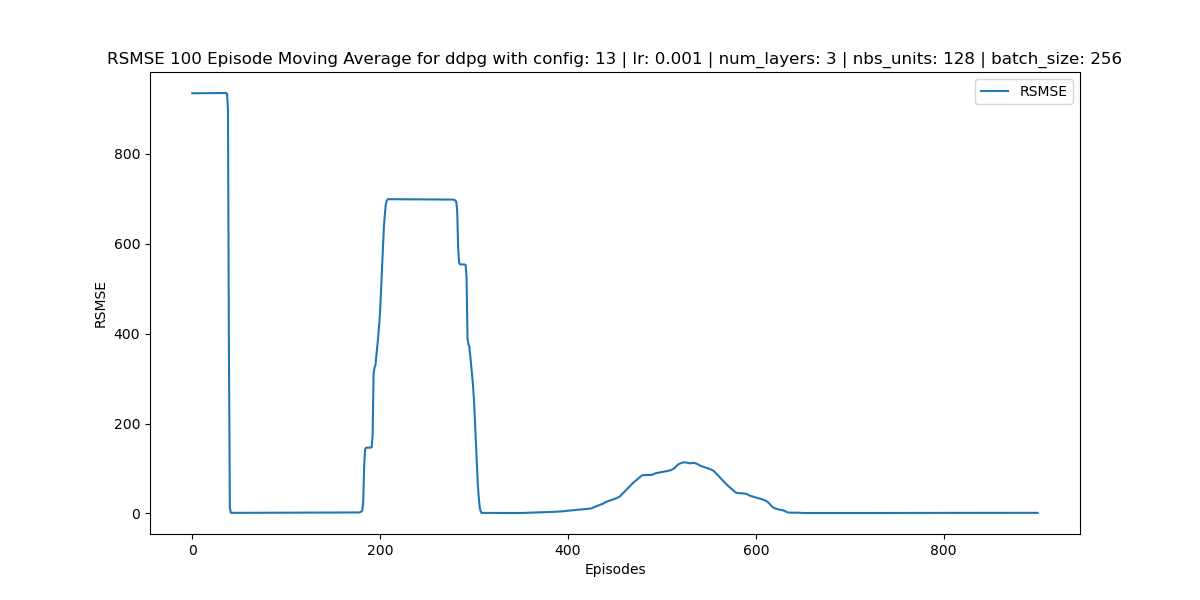 RSMSE 100 Episode Moving Average for ddpg with config: 13 | lr: 0.001 | num_layers: 3 | nbs_units: 128 | batch_size: 256
RSMSE
800
600
400
200
0
RSMSE
0 200 400 600 800
Episodes